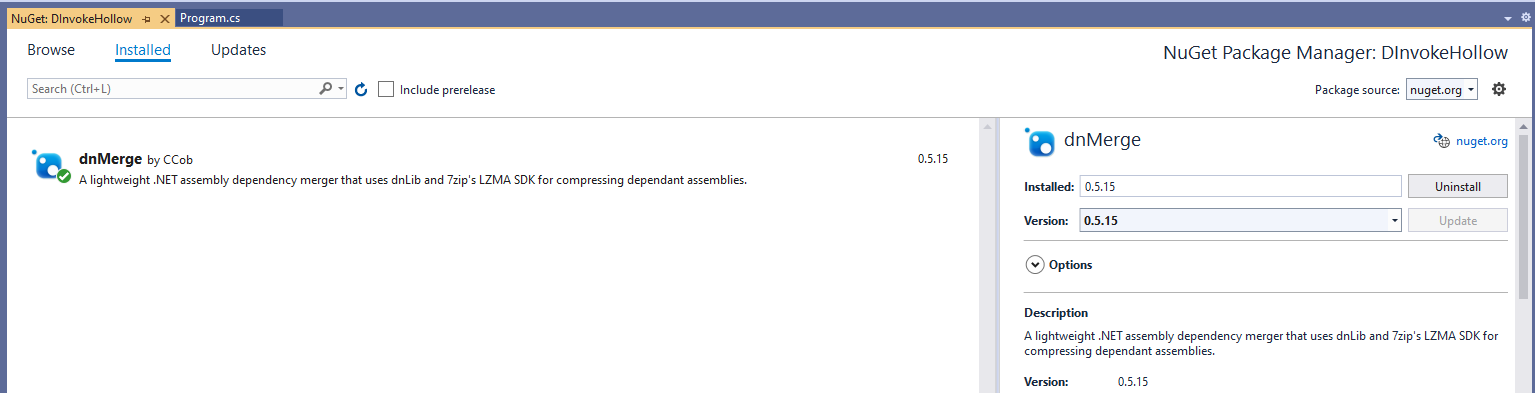 NuGet: DInvokeHollow
Program.cs
Browse
Installed
Updates
NuGet Package Manager: DInvokeHollow
Search (Ctrl+L)
Include prerelease
Package source: nuget.org
dnMerge by CCob
0.5.15
A lightweight .NET assembly dependency merger that uses dnLib and 7zip's LZMA SDK for compressing dependant assemblies.
dnMerge
nuget.org
Installed: 0.5.15
Uninstall
Version: 0.5.15
Update
Options
Description
A lightweight .NET assembly dependency merger that uses dnLib and 7zip's LZMA SDK for
compressing dependant assemblies.
Version: 0.5.15